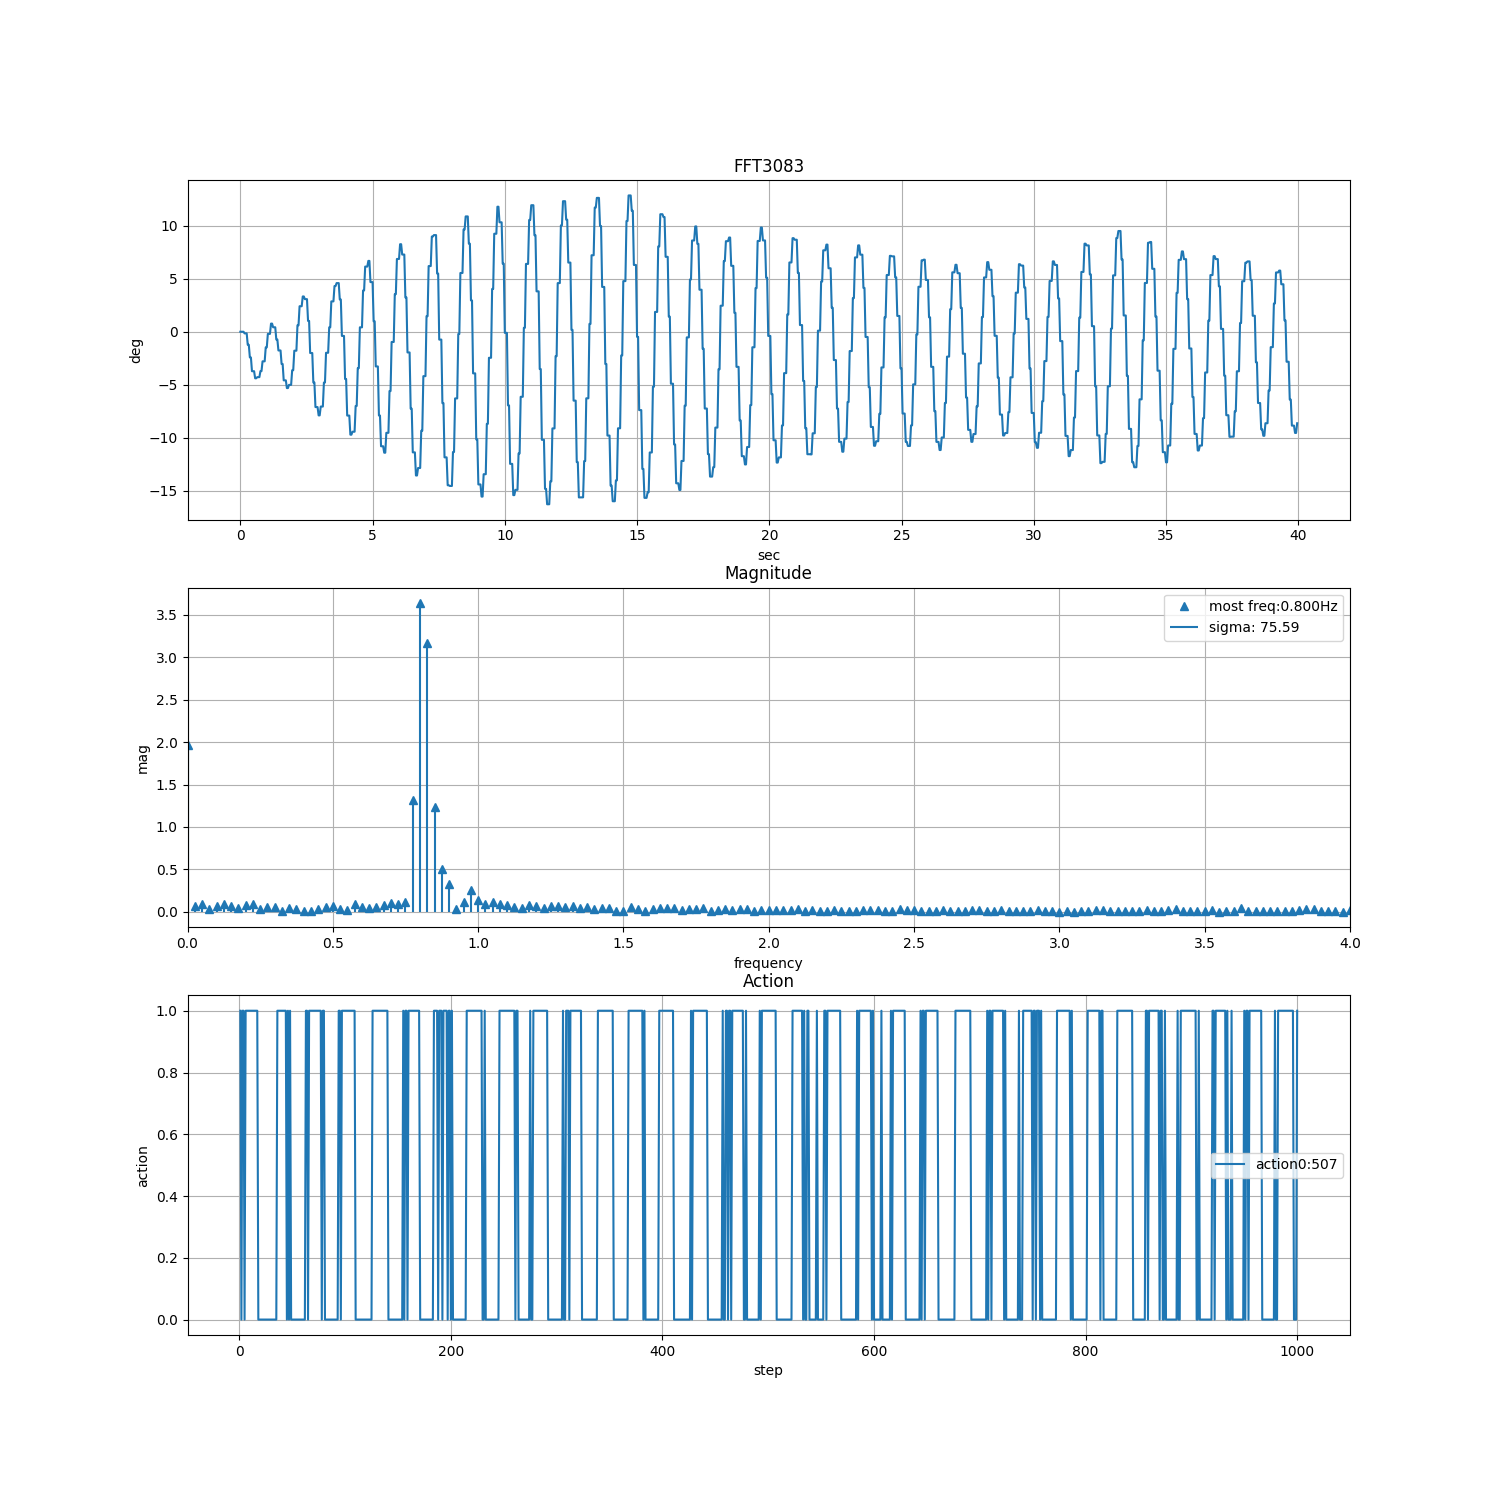 FFT3083
10
5
0
−5
−10
−15
deg
0 5 10 15 20 25 30 35 40
sec
Magnitude
most freq:0.800Hz
sigma: 75.59
3.5
3.0
2.5
2.0
1.5
1.0
0.5
0.0
mag
0.0 0.5 1.0 1.5 2.0 2.5 3.0 3.5 4.0
frequency
Action
1.0
0.8
0.6
0.4
0.2
0.0
action
action0:507
0 200 400 600 800 1000
step